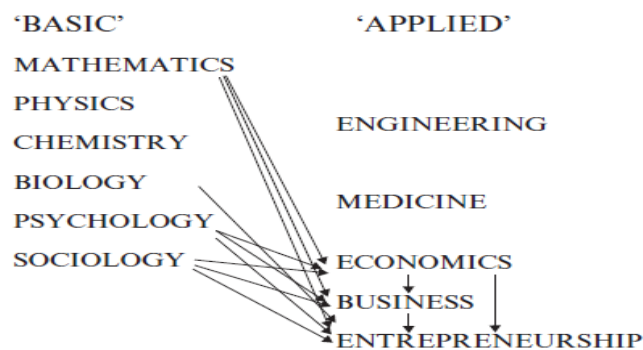 ‘BASIC’
MATHEMATICS
PHYSICS
CHEMISTRY
BIOLOGY
PSYCHOLOGY
SOCIOLOGY
‘APPLIED’
ENGINEERING
MEDICINE
ECONOMICS
BUSINESS
ENTREPRENEURSHIP